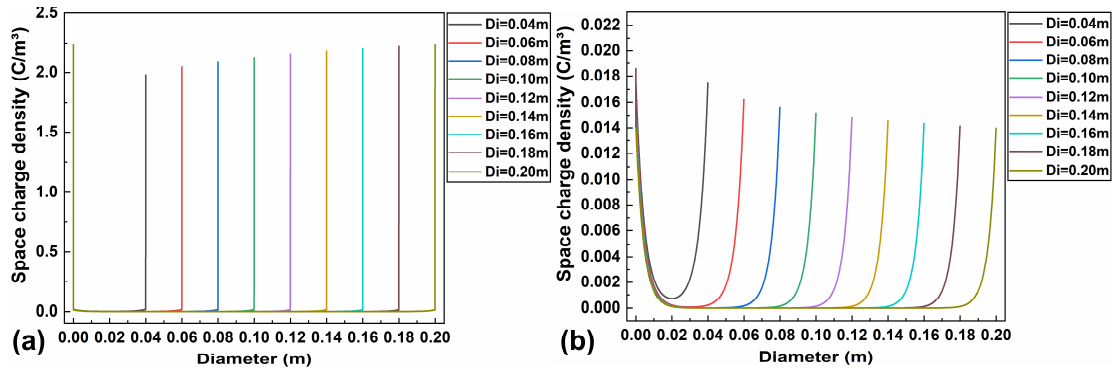 2.5
2.0
1.5
1.0
0.5
0.0
Space charge density (C/m³)
0.00 0.02 0.04 0.06 0.08 0.10 0.12 0.14 0.16 0.18 0.20
Diameter (m)
(a)
Di=0.04m
Di=0.06m
Di=0.08m
Di=0.10m
Di=0.12m
Di=0.14m
Di=0.16m
Di=0.18m
Di=0.20m
0.022
0.020
0.018
0.016
0.014
0.012
0.010
0.008
0.006
0.004
0.003
0.000
Space charge density (C/m³)
0.00 0.02 0.04 0.06 0.08 0.10 0.12 0.14 0.16 0.18 0.20
Diameter (m)
(b)
Di=0.04m
Di=0.06m
Di=0.08m
Di=0.10m
Di=0.12m
Di=0.14m
Di=0.16m
Di=0.18m
Di=0.20m